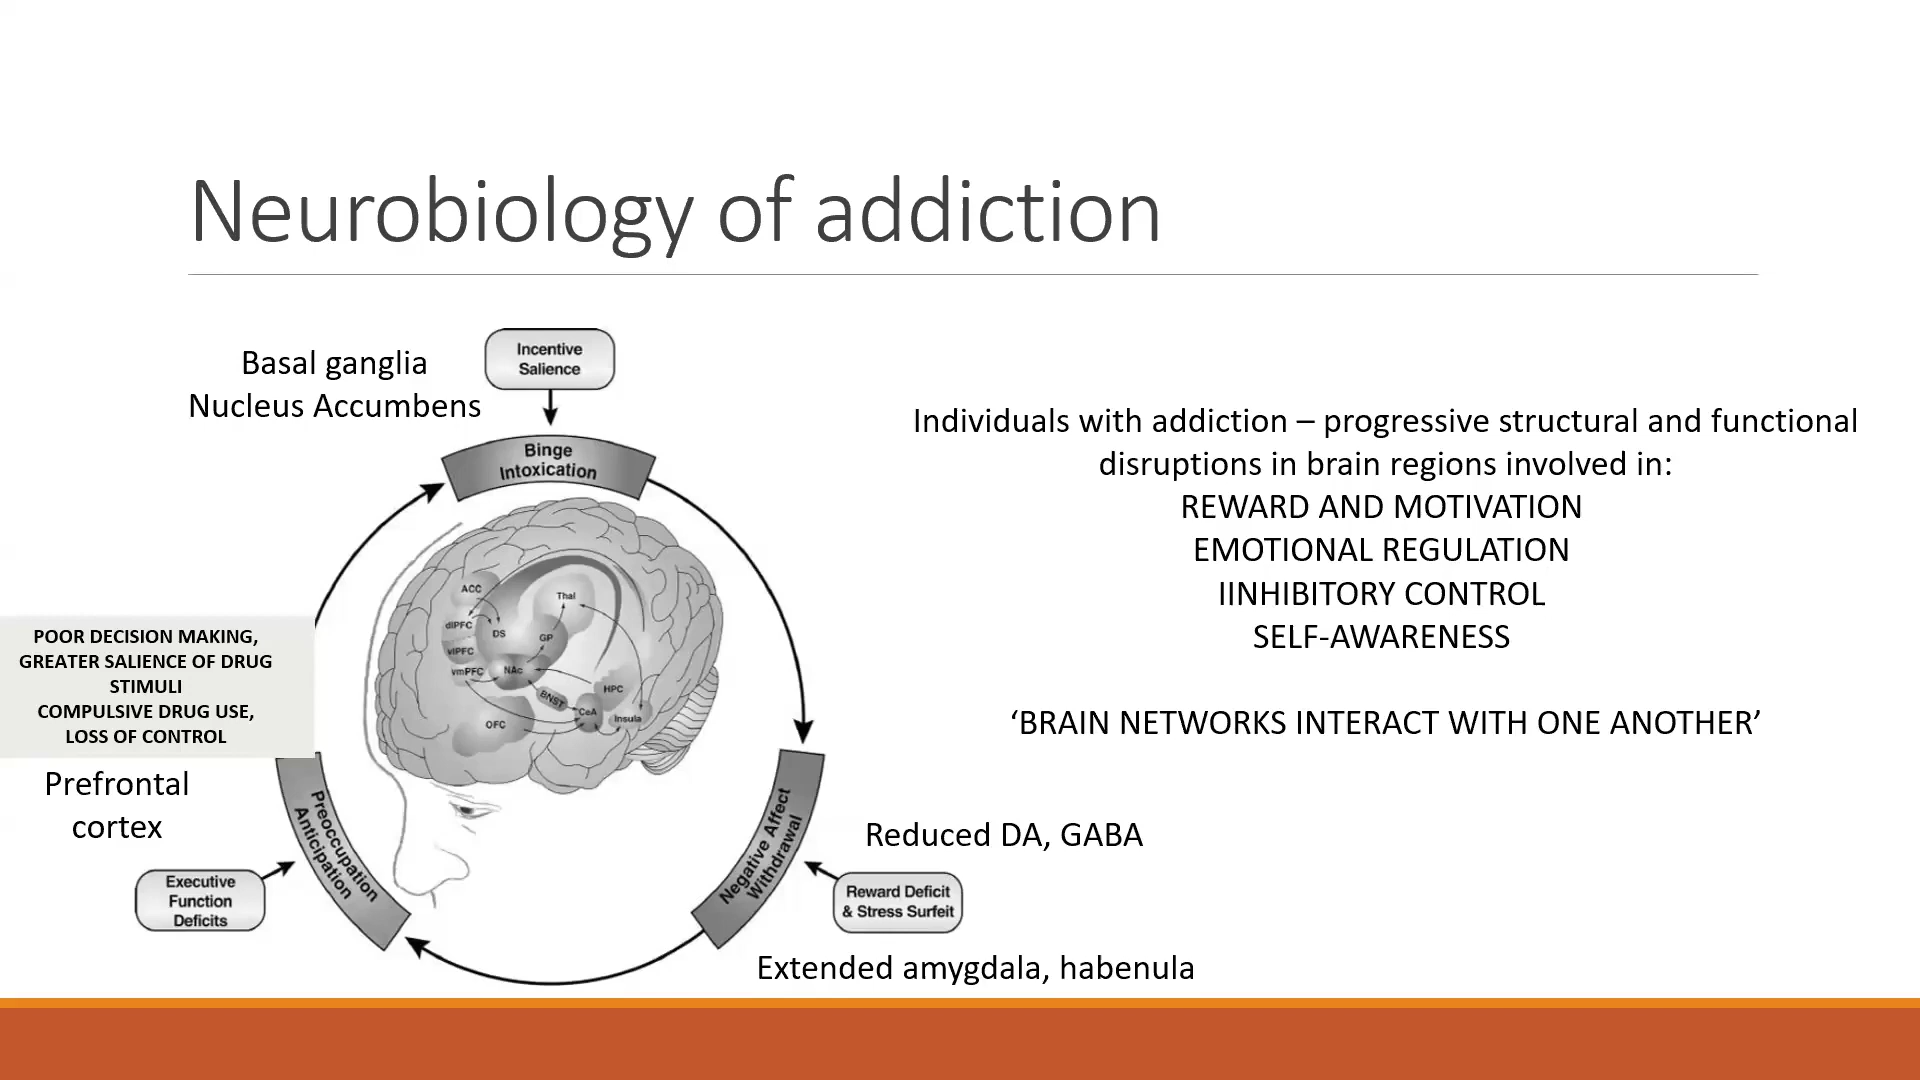 Neurobiology of addiction
Basal ganglia
Nucleus Accumbens
Incentive
Salience
Binge
Intoxication
Individuals with addiction – progressive structural and functional
disruptions in brain regions involved in:
REWARD AND MOTIVATION
EMOTIONAL REGULATION
IINHIBITORY CONTROL
SELF-AWARENESS
‘BRAIN NETWORKS INTERACT WITH ONE ANOTHER’
ACC
Thal
dlPFC
DS
GP
vlPFC
vmPFC
NAc
HPC
BNST
CeA
Insula
OFC
POOR DECISION MAKING,
GREATER SALIENCE OF DRUG
STIMULI
COMPULSIVE DRUG USE,
LOSS OF CONTROL
Prefrontal
cortex
Preoccupation
Anticipation
Executive
Function
Deficits
Negative Affect
Withdrawal
Reduced DA, GABA
Reward Deficit
& Stress Surfeit
Extended amygdala, habenula